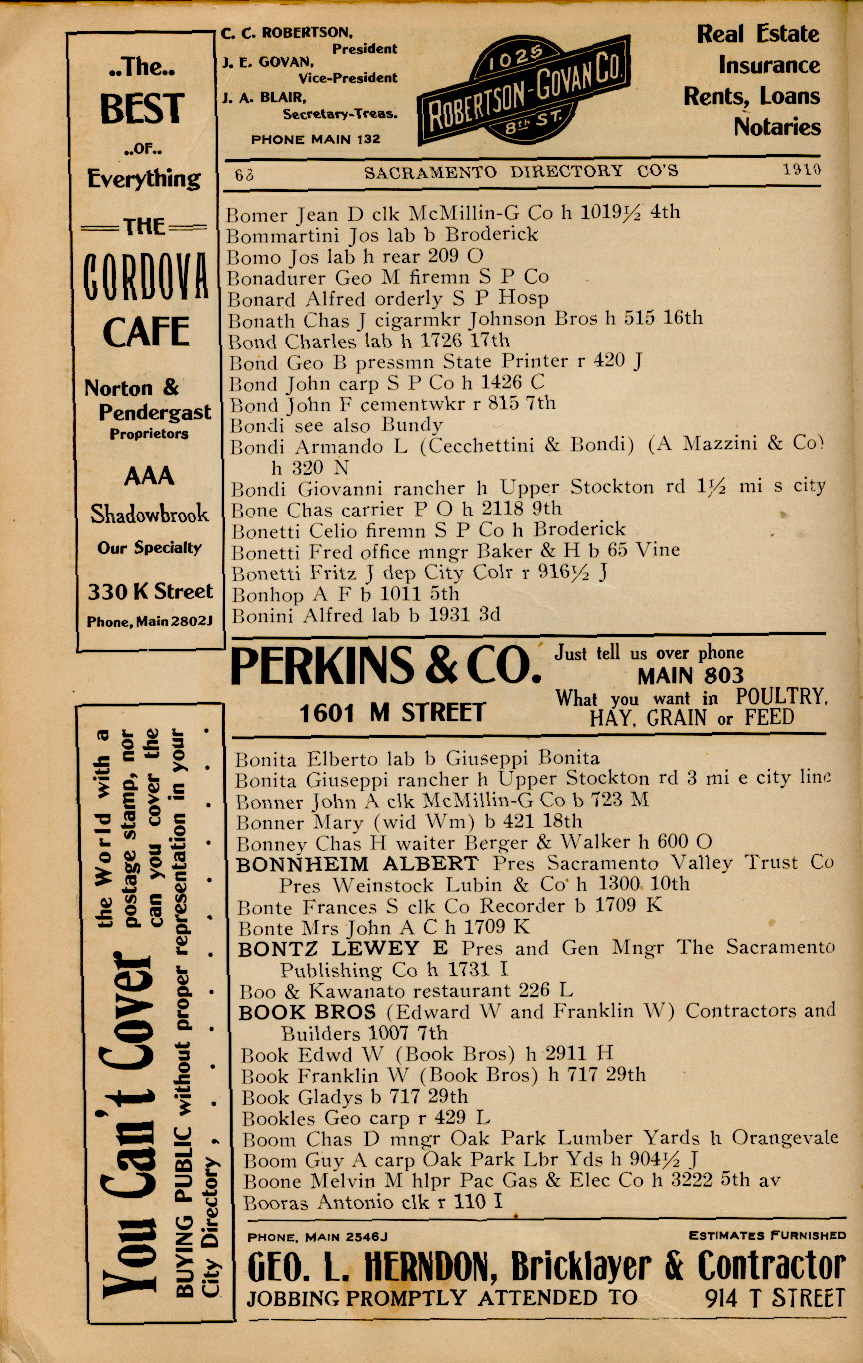 C. C. ROBERTSON,
President
J. E. GOVAN,
Vice-President
J. A. BLAIR,
Secretary-Treas.
PHONE MAIN 132
1025
ROBERTSON-GOVAN CO.
8th ST.
Real Estate
Insurance
Rents, Loans
Notaries
63 SACRAMENTO DIRECTORY CO'S 1910
..The..
BEST
..OF..
Everything
THE
CORDOVA
CAFE
Norton &
Pendergast
Proprietors
AAA
Shadowbrook
Our Specialty
330 K Street
Phone, Main 2802J
Bomer Jean D clk McMillin-G Co h 1019½ 4th
Bommartini Jos lab b Broderick
Bomo Jos lab h rear 209 O
Bonadurer Geo M firemn S P Co
Bonard Alfred orderly S P Hosp
Bonath Chas J cigarmkr Johnson Bros h 515 16th
Bond Charles lab h 1726 17th
Bond Geo B pressmn State Printer r 420 J
Bond John carp S P Co h 1426 C
Bond John F cementwkr r 815 7th
Bondi see also Bundy
Bondi Armando L (Cecchettini & Bondi) (A Mazzini & Co)
h 320 N
Bondi Giovanni rancher h Upper Stockton rd 1½ mi s city
Bone Chas carrier P O h 2118 9th
Bonetti Celio firemn S P Co h Broderick
Bonetti Fred office mngr Baker & H b 65 Vine
Bonetti Fritz J dep City Colr r 916½ J
Bonhop A F b 1011 5th
Bonini Alfred lab b 1931 3d
PERKINS & CO.
1601 M STREET
Just tell us over phone
MAIN 803
What you want in POULTRY,
HAY, GRAIN or FEED
You Can't Cover
the World with a
postage stamp, nor
can you cover the
BUYING PUBLIC without proper representation in your
City Directory , . . . . . . . . .
Bonita Elberto lab b Giuseppi Bonita
Bonita Giuseppi rancher h Upper Stockton rd 3 mi e city line
Bonner John A clk McMillin-G Co b 723 M
Bonner Mary (wid Wm) b 421 18th
Bonney Chas H waiter Berger & Walker h 600 O
BONNHEIM ALBERT Pres Sacramento Valley Trust Co
Pres Weinstock Lubin & Co h 1300 10th
Bonte Frances S clk Co Recorder b 1709 K
Bonte Mrs John A C h 1709 K
BONTZ LEWEY E Pres and Gen Mngr The Sacramento
Publishing Co h 1731 I
Boo & Kawanato restaurant 226 L
BOOK BROS (Edward W and Franklin W) Contractors and
Builders 1007 7th
Book Edwd W (Book Bros) h 2911 H
Book Franklin W (Book Bros) h 717 29th
Book Gladys b 717 29th
Bookles Geo carp r 429 L
Boom Chas D mngr Oak Park Lumber Yards h Orangevale
Boom Guy A carp Oak Park Lbr Yds h 904½ J
Boone Melvin M hlpr Pac Gas & Elec Co h 3222 5th av
Booras Antonio clk r 110 I
PHONE, MAIN 2546J ESTIMATES FURNISHED
GEO. L. HERNDON, Bricklayer & Contractor
JOBBING PROMPTLY ATTENDED TO 914 T STREET